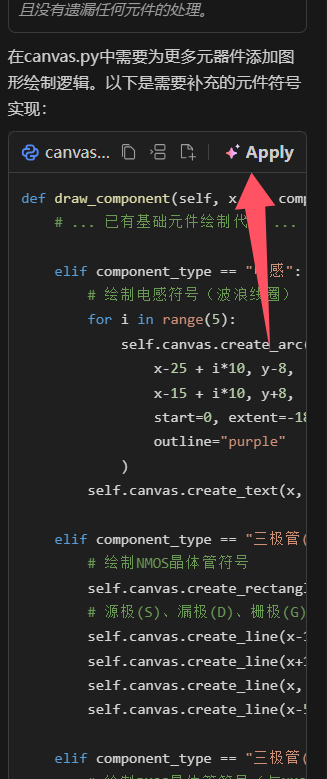 且没有遗漏任何元件的处理。
在canvas.py中需要为更多元器件添加图
形绘制逻辑。以下是需要补充的元件符号
实现：
canvas... Apply
def draw_component(self, x comp
# ... 已有基础元件绘制代 ...
elif component_type == "电感":
# 绘制电感符号（波浪线圈）
for i in range(5):
self.canvas.create_arc(
x-25 + i*10, y-8,
x-15 + i*10, y+8,
start=0, extent=-18
outline="purple"
)
self.canvas.create_text(x,
elif component_type == "三极管(
# 绘制NMOS晶体管符号
self.canvas.create_rectang
# 源极(S)、漏极(D)、栅极(G)
self.canvas.create_line(x-1
self.canvas.create_line(x+1
self.canvas.create_line(x,
self.canvas.create_line(x-5
elif component_type == "三极管(